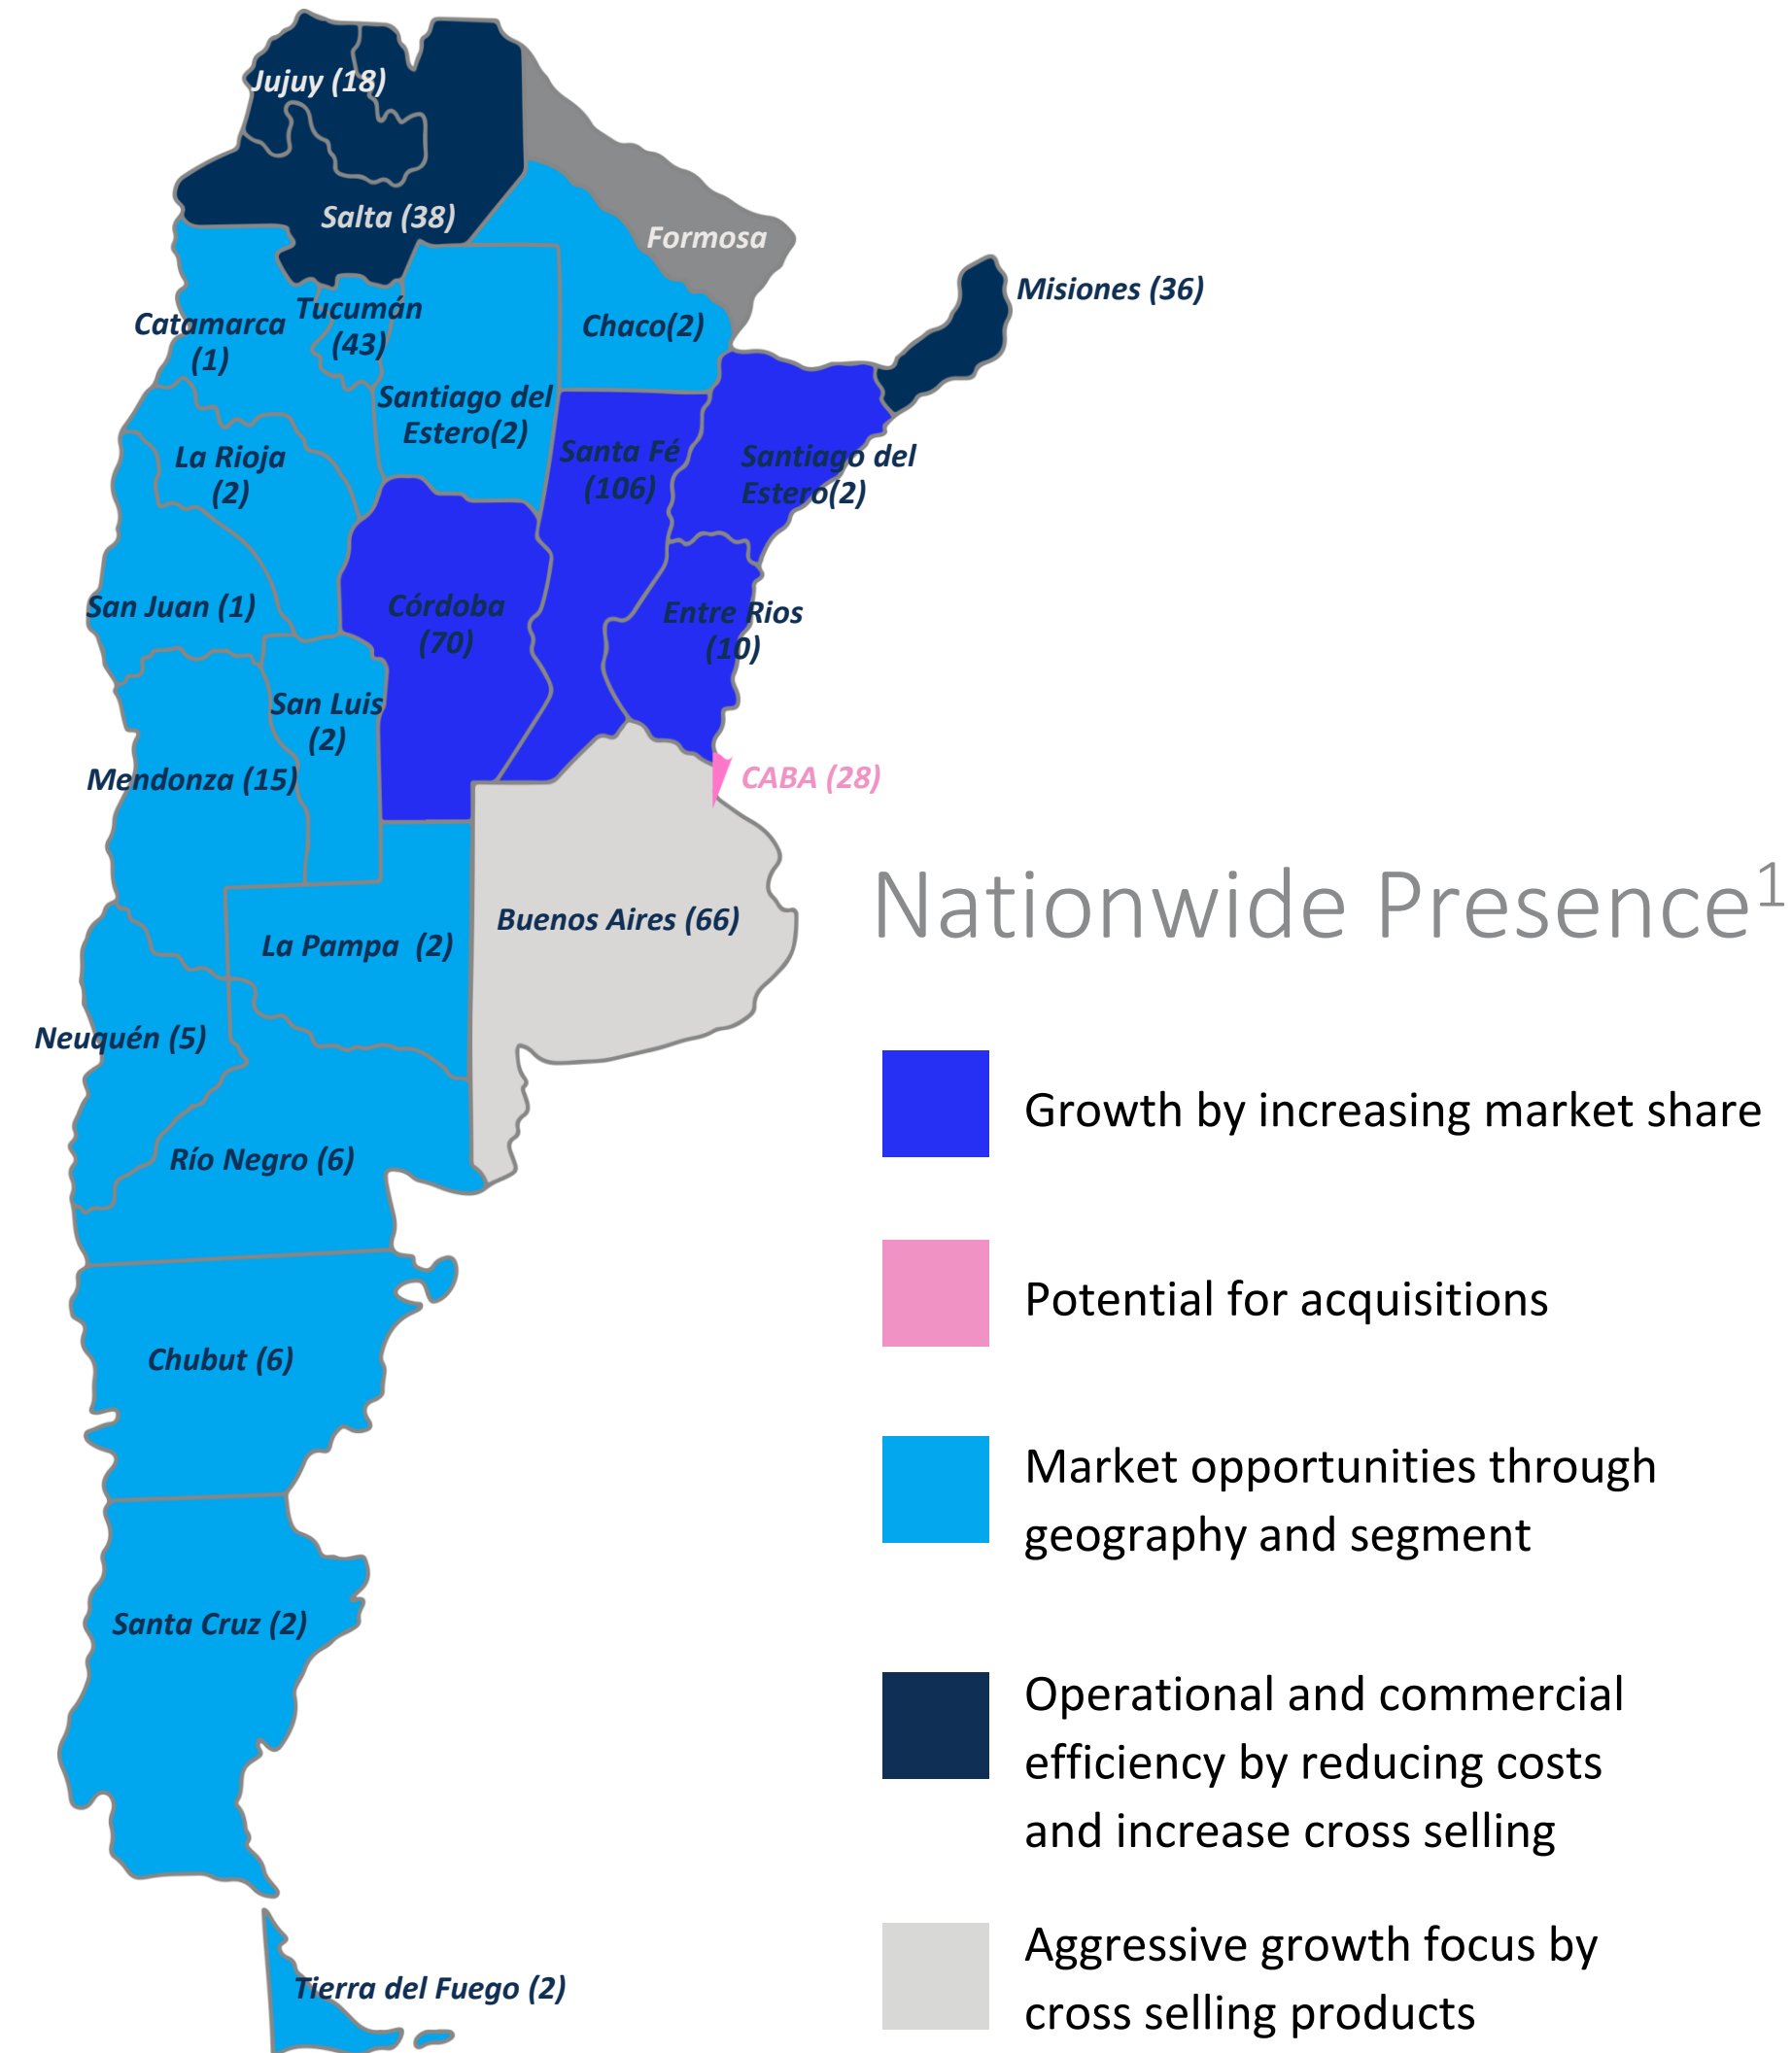 Jujuy (18)
Salta (38)
Formosa
Misiones (36)
Tucumán
(43)
Catamarca
(1)
Chaco(2)
Santiago del
Estero(2)
Santa Fé
(106)
Santiago del
Estero(2)
La Rioja
(2)
San Juan (1)
Córdoba
(70)
Entre Rios
(10)
San Luis
(2)
Mendonza (15)
CABA (28)
Buenos Aires (66)
La Pampa (2)
Neuquén (5)
Río Negro (6)
Chubut (6)
Santa Cruz (2)
Tierra del Fuego (2)
Nationwide Presence¹
Growth by increasing market share
Potential for acquisitions
Market opportunities through
geography and segment
Operational and commercial
efficiency by reducing costs
and increase cross selling
Aggressive growth focus by
cross selling products